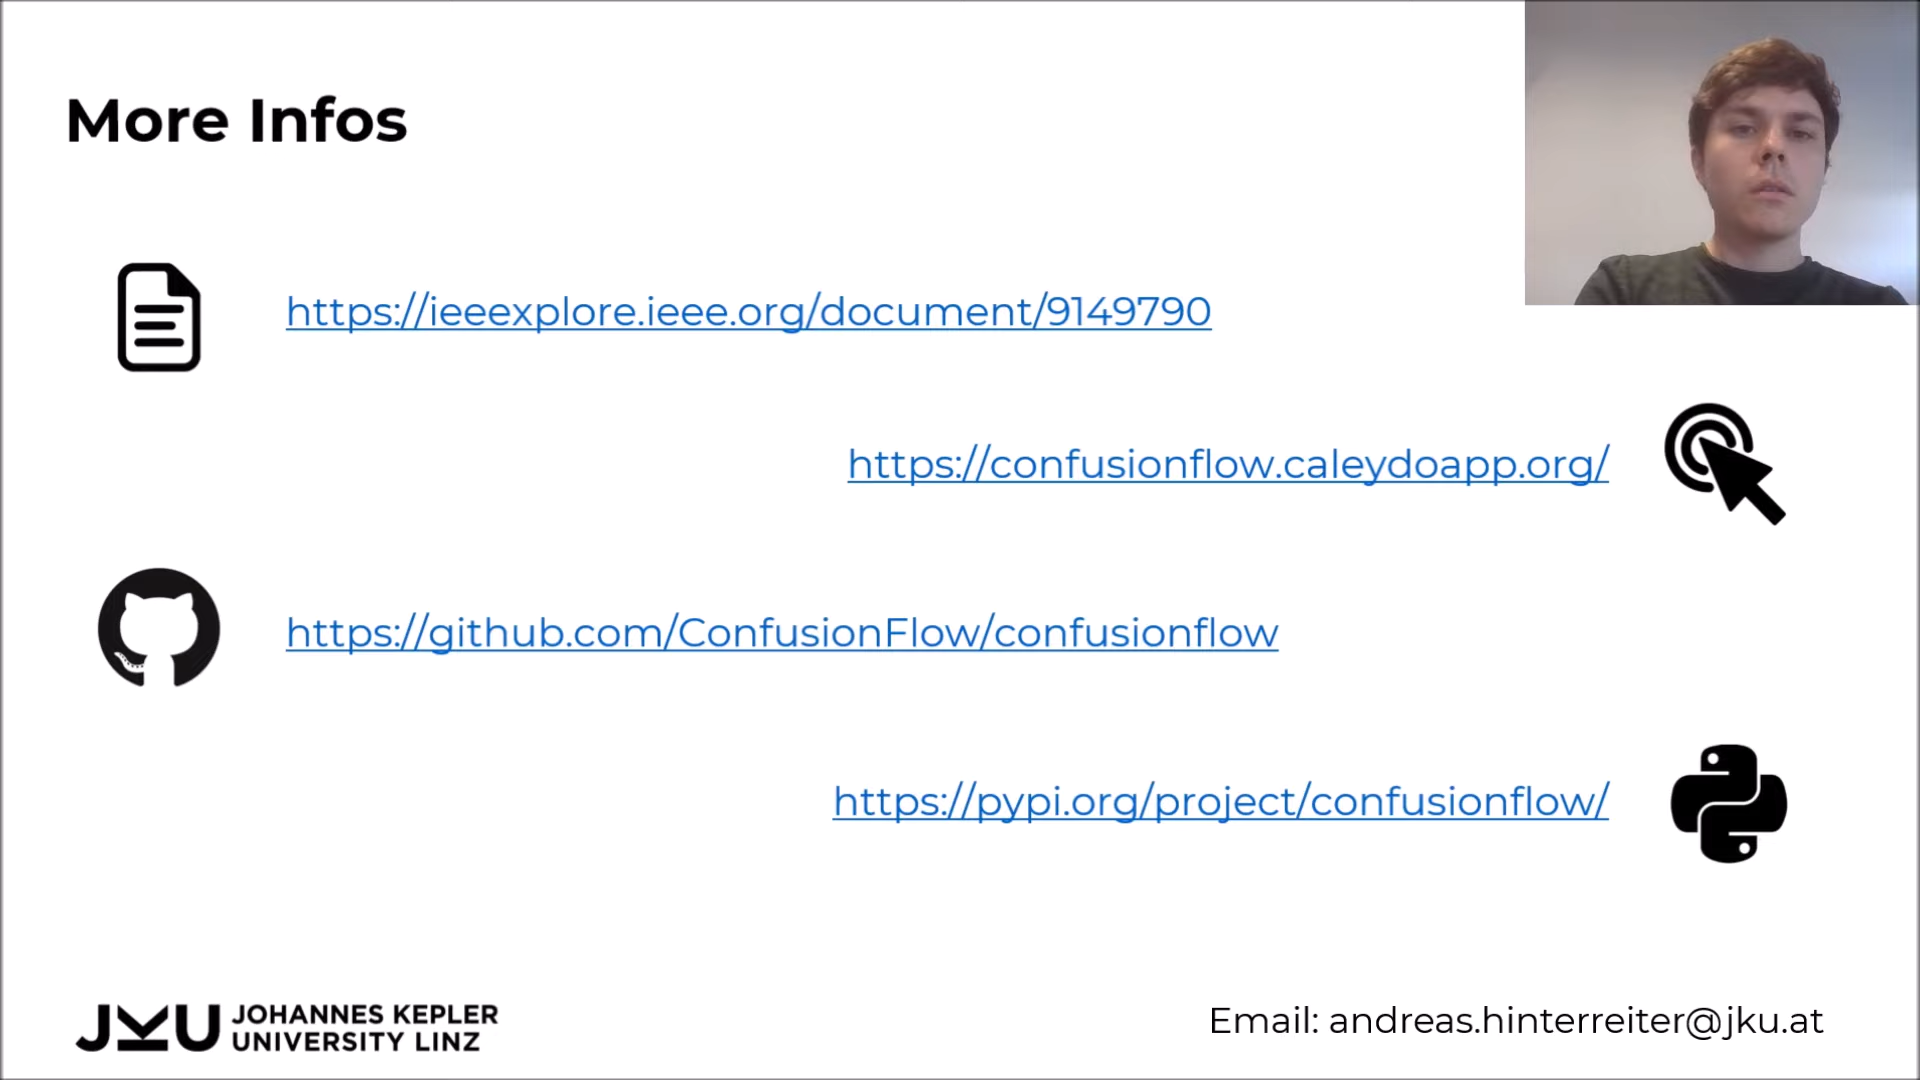 More Infos
https://ieeexplore.ieee.org/document/9149790
https://confusionflow.caleydoapp.org/
https://github.com/ConfusionFlow/confusionflow
https://pypi.org/project/confusionflow/
JKU JOHANNES KEPLER
UNIVERSITY LINZ
Email: andreas.hinterreiter@jku.at